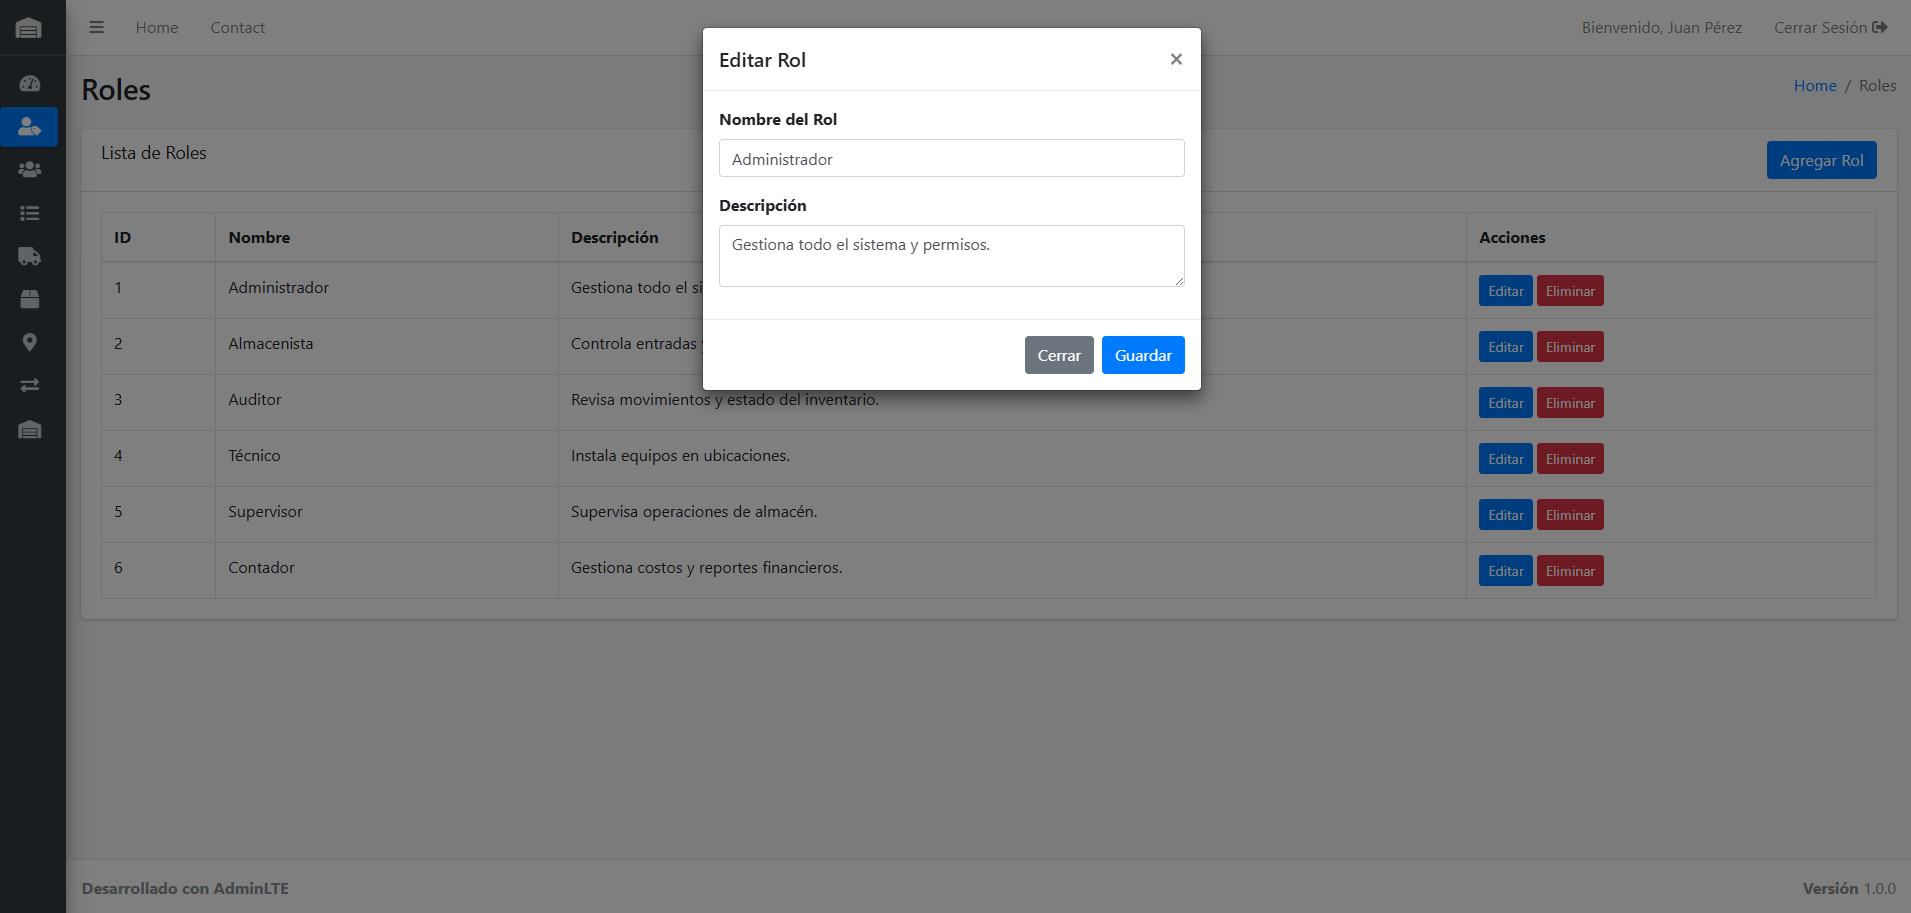 Home Contact Bienvenido, Juan Pérez Cerrar Sesión
Editar Rol ×
Roles Home / Roles
Nombre del Rol
Lista de Roles Administrador Agregar Rol
Descripción
ID Nombre Descripción Acciones
Gestiona todo el sistema y permisos.
1 Administrador Gestiona todo el si Editar Eliminar
2 Almacenista Controla entradas Editar Eliminar
Cerrar Guardar
3 Auditor Revisa movimientos y estado del inventario. Editar Eliminar
4 Técnico Instala equipos en ubicaciones. Editar Eliminar
5 Supervisor Supervisa operaciones de almacén. Editar Eliminar
6 Contador Gestiona costos y reportes financieros. Editar Eliminar
Desarrollado con AdminLTE Versión 1.0.0